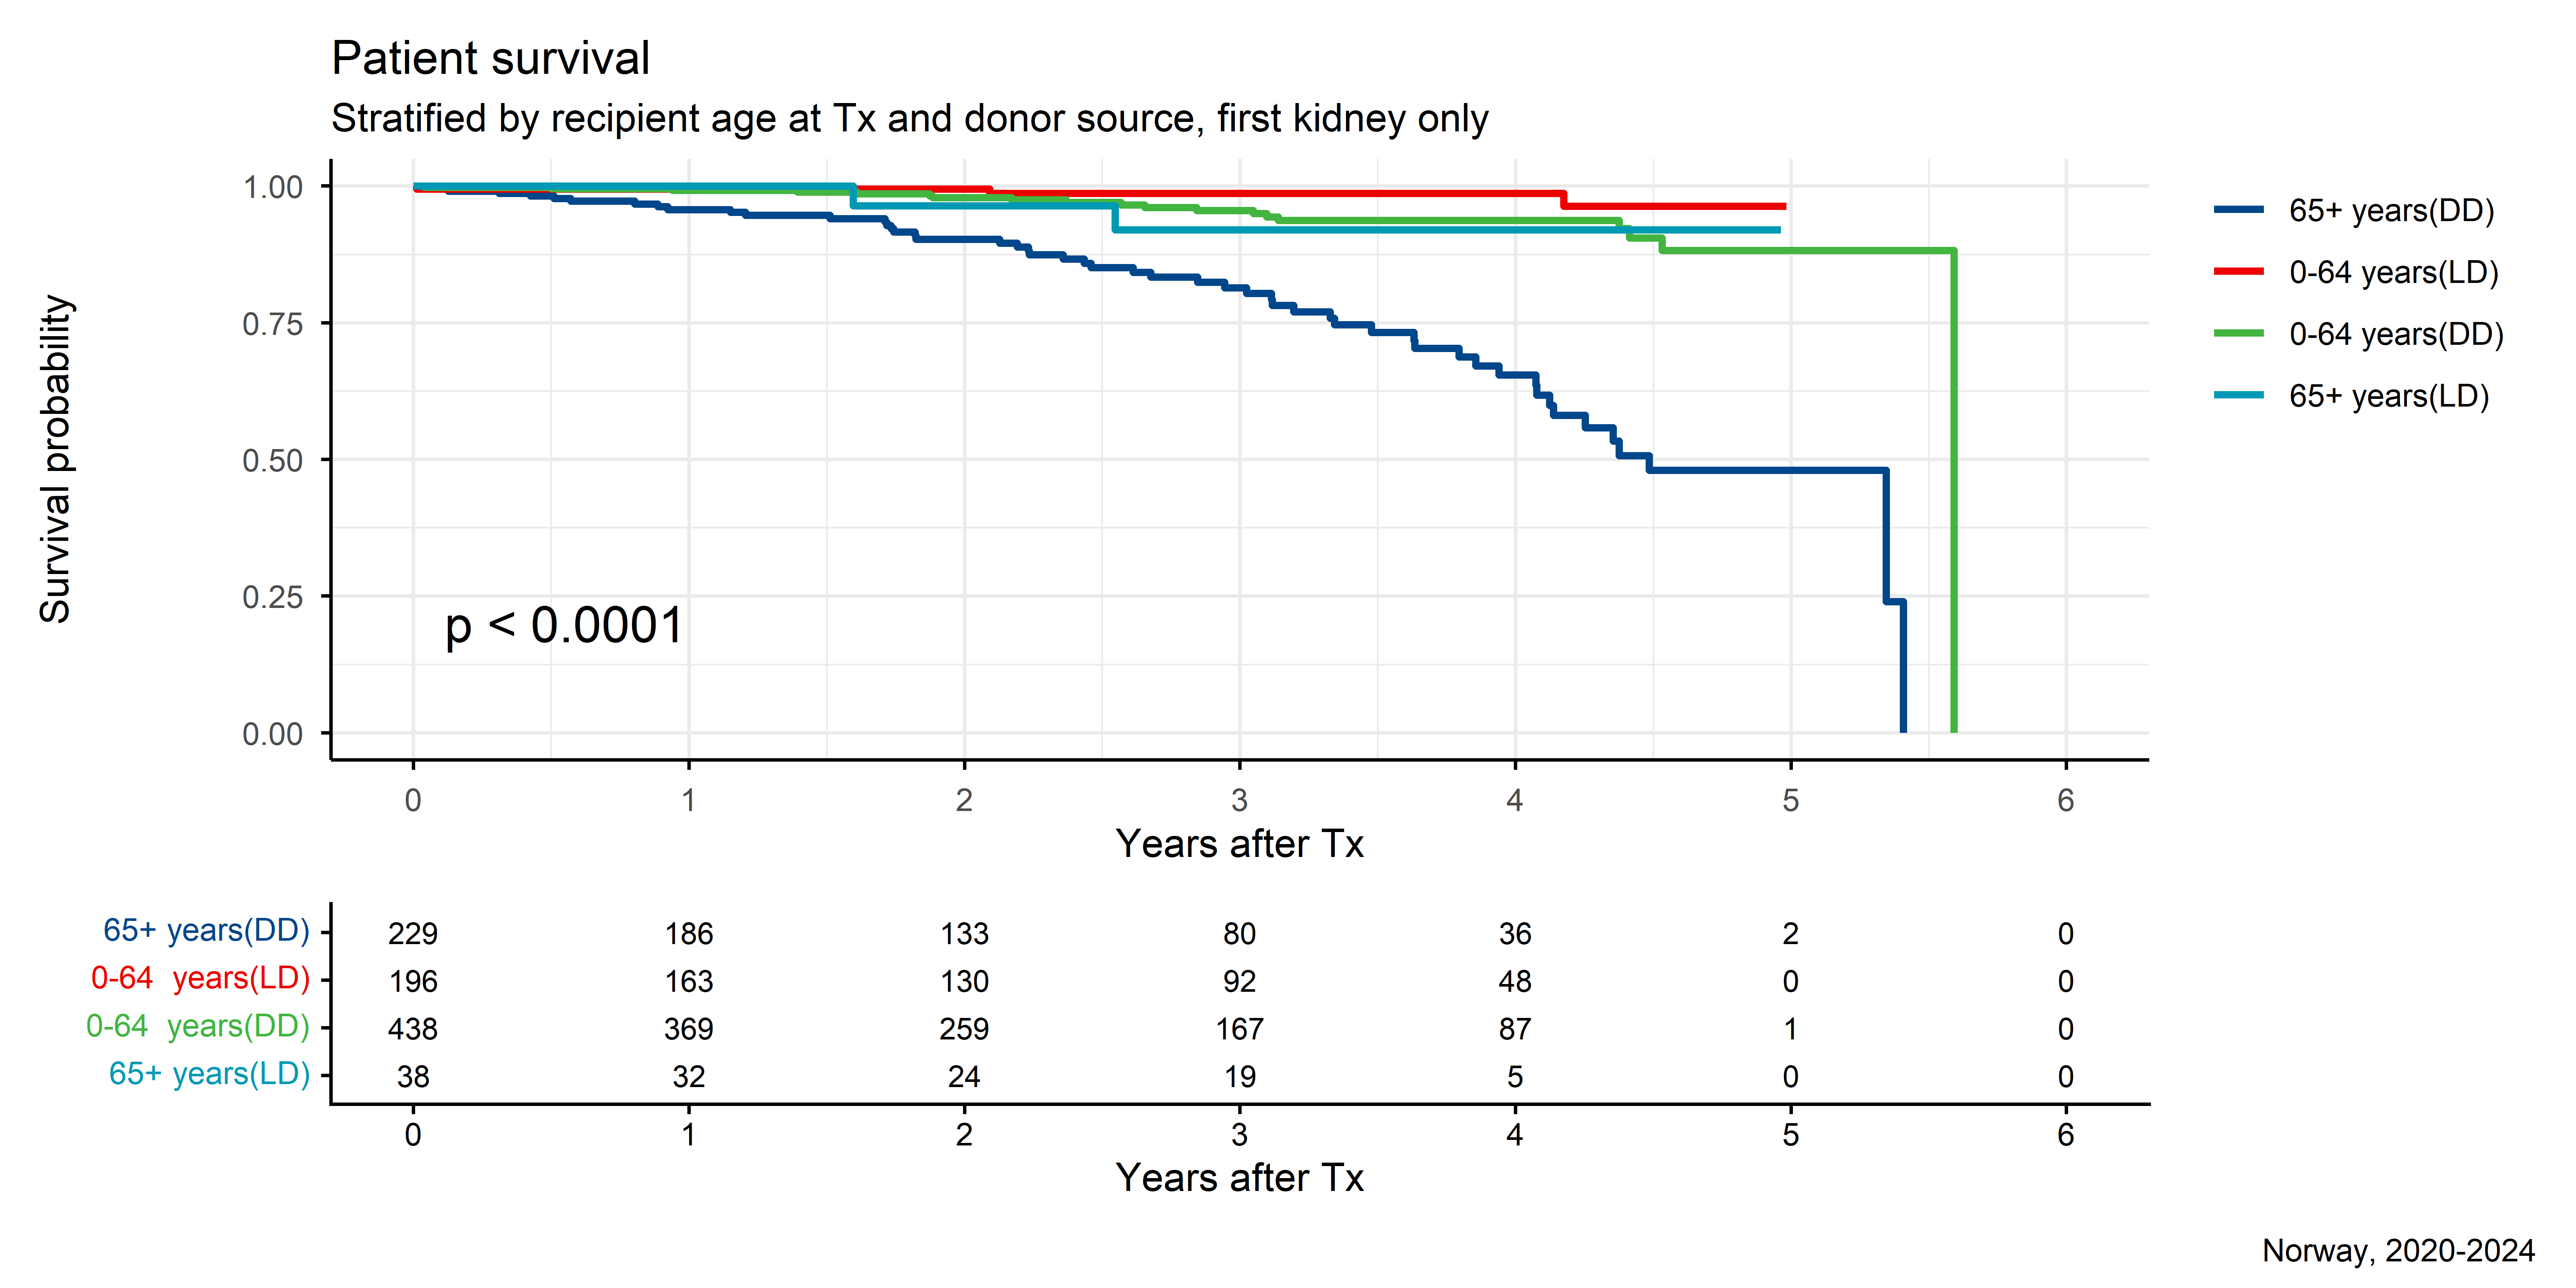 Patient survival
Stratified by recipient age at Tx and donor source, first kidney only
Survival probability
1.00
0.75
0.50
0.25
0.00
p < 0.0001
0 1 2 3 4 5 6
Years after Tx
65+ years(DD)
0-64 years(LD)
0-64 years(DD)
65+ years(LD)
65+ years(DD) 229 186 133 80 36 2 0
0-64 years(LD) 196 163 130 92 48 0 0
0-64 years(DD) 438 369 259 167 87 1 0
65+ years(LD) 38 32 24 19 5 0 0
0 1 2 3 4 5 6
Years after Tx
Norway, 2020-2024